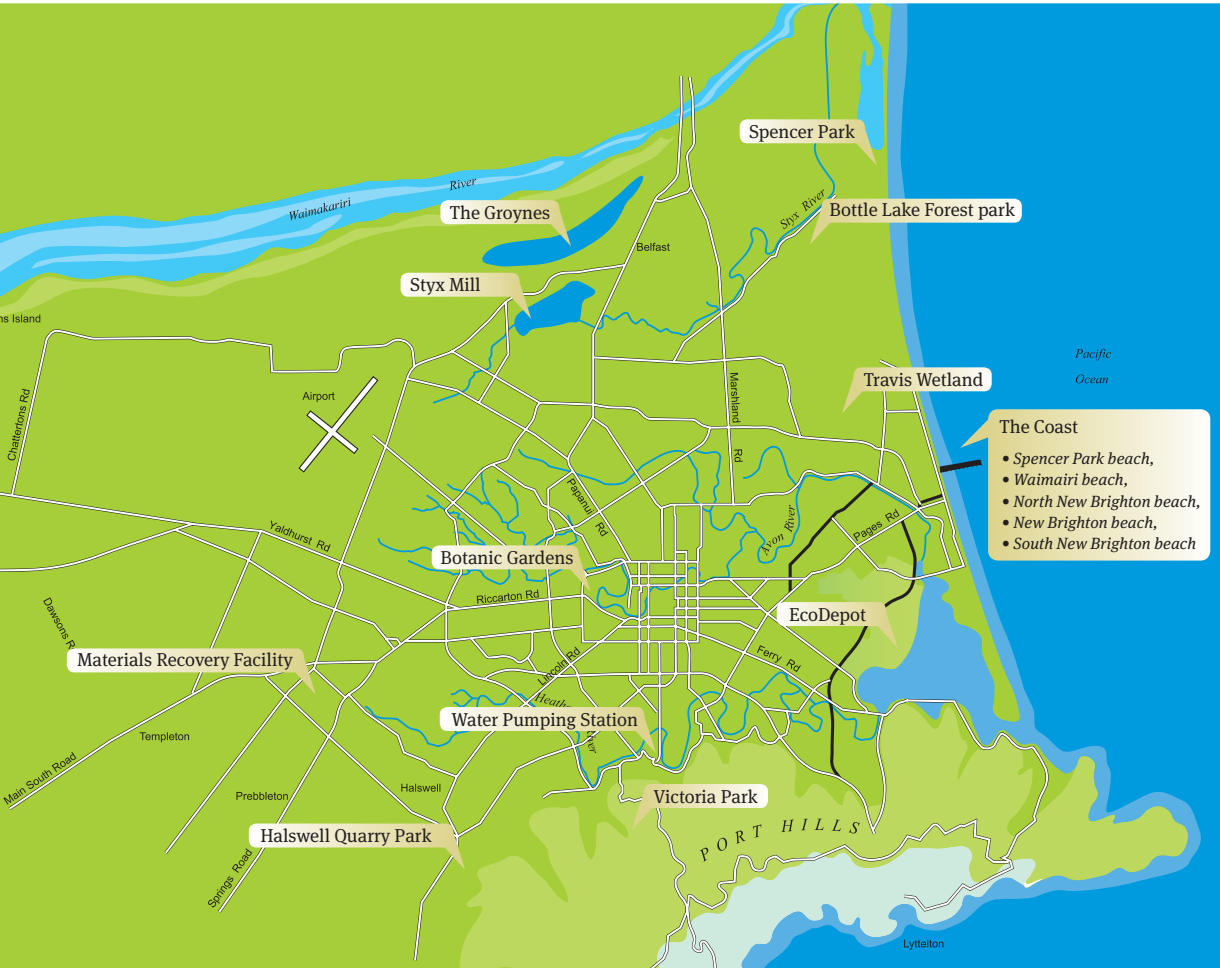 Spencer Park
River
Waimakariri
The Groynes
Styx River
Bottle Lake Forest park
Belfast
Styx Mill
ns Island
Pacific
Ocean
Travis Wetland
Airport
Marshland
Rd
Chattertons Rd
The Coast
• Spencer Park beach,
• Waimairi beach,
• North New Brighton beach,
• New Brighton beach,
• South New Brighton beach
Papanui Rd
Avon River
Pages Rd
Yaldhurst Rd
Botanic Gardens
Riccarton Rd
Dawsons R
EcoDepot
Materials Recovery Facility
Lincoln Rd
Ferry Rd
Heath
iver
Water Pumping Station
Templeton
Main South Road
Prebbleton
Halswell
Victoria Park
PORT HILLS
Halswell Quarry Park
Springs Road
Lyttelton